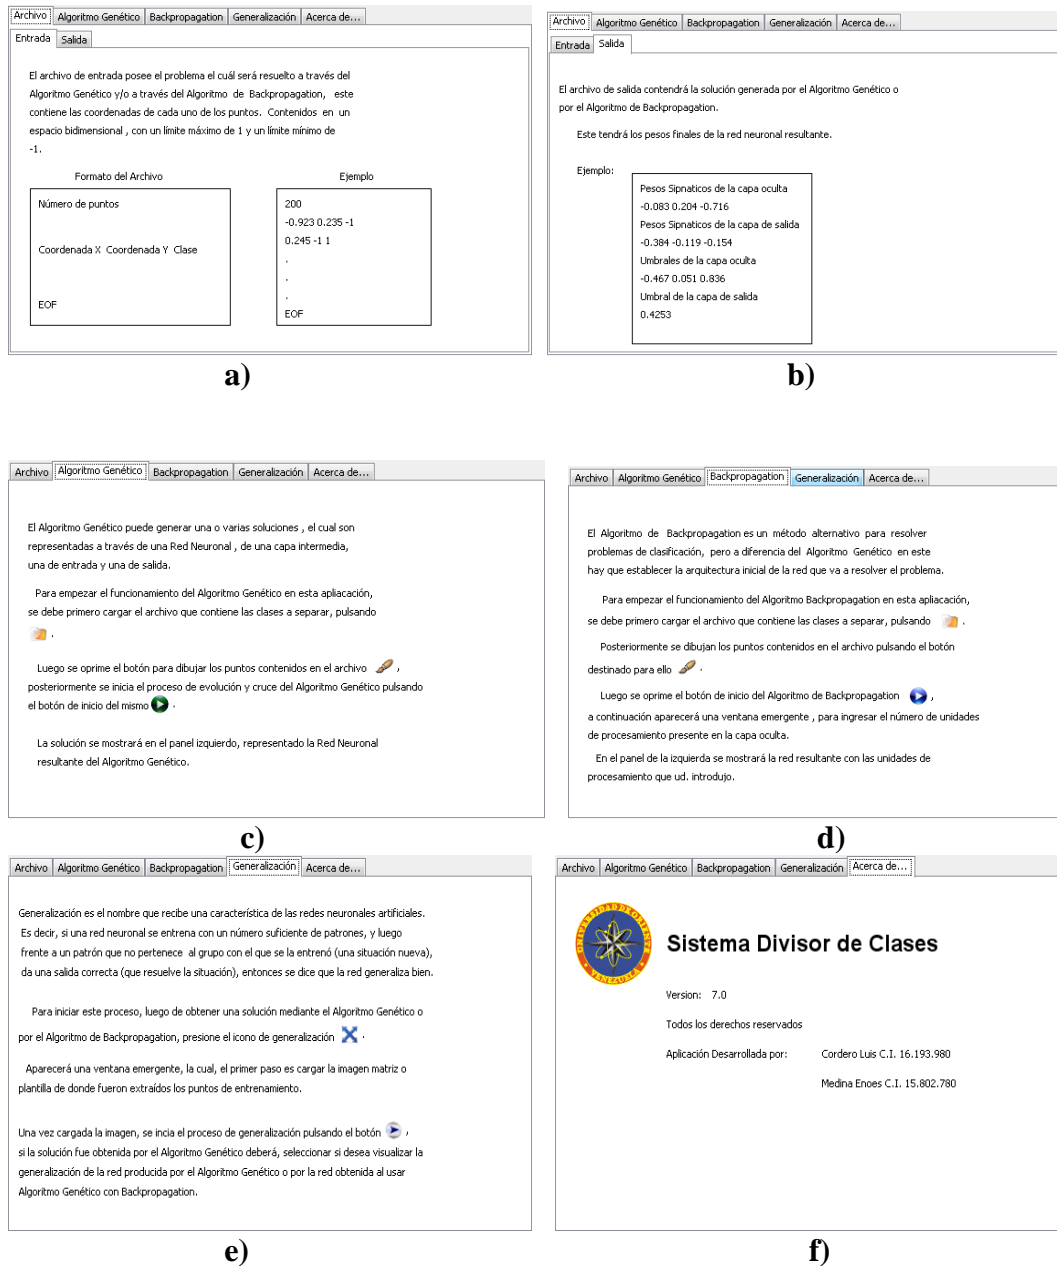 Archivo Algoritmo Genético Backpropagation Generalización Acerca de...
Entrada Salida
El archivo de entrada posee el problema el cuál será resuelto a través del
Algoritmo Genético y/o a través del Algoritmo de Backpropagation, este
contiene las coordenadas de cada uno de los puntos. Contenidos en un
espacio bidimensional , con un límite máximo de 1 y un límite mínimo de
-1.
Formato del Archivo
Número de puntos
Coordenada X Coordenada Y Clase
EOF
Ejemplo
200
-0.923 0.235 -1
0.245 -1 1
.
.
.
EOF
a)
Archivo Algoritmo Genético Backpropagation Generalización Acerca de...
Entrada Salida
El archivo de salida contendrá la solución generada por el Algoritmo Genético o
por el Algoritmo de Backpropagation.
Este tendrá los pesos finales de la red neuronal resultante.
Ejemplo:
Pesos Sipnaticos de la capa oculta
-0.083 0.204 -0.716
Pesos Sipnaticos de la capa de salida
-0.384 -0.119 -0.154
Umbrales de la capa oculta
-0.467 0.051 0.836
Umbral de la capa de salida
0.4253
b)
Archivo Algoritmo Genético Backpropagation Generalización Acerca de...
El Algoritmo Genético puede generar una o varias soluciones , el cual son
representadas a través de una Red Neuronal , de una capa intermedia,
una de entrada y una de salida.
Para empezar el funcionamiento del Algoritmo Genético en esta apliacación,
se debe primero cargar el archivo que contiene las clases a separar, pulsando
.
Luego se oprime el botón para dibujar los puntos contenidos en el archivo ,
posteriormente se inicia el proceso de evolución y cruce del Algoritmo Genético pulsando
el botón de inicio del mismo .
La solución se mostrará en el panel izquierdo, representado la Red Neuronal
resultante del Algoritmo Genético.
c)
Archivo Algoritmo Genético Backpropagation Generalización Acerca de...
El Algoritmo de Backpropagation es un método alternativo para resolver
problemas de clasificación, pero a diferencia del Algoritmo Genético en este
hay que establecer la arquitectura inicial de la red que va a resolver el problema.
Para empezar el funcionamiento del Algoritmo Backpropagation en esta apliacación,
se debe primero cargar el archivo que contiene las clases a separar, pulsando .
Posteriormente se dibujan los puntos contenidos en el archivo pulsando el botón
destinado para ello .
Luego se oprime el botón de inicio del Algoritmo de Backpropagation ,
a continuación aparecerá una ventana emergente , para ingresar el número de unidades
de procesamiento presente en la capa oculta.
En el panel de la izquierda se mostrará la red resultante con las unidades de
procesamiento que ud. introdujo.
d)
Archivo Algoritmo Genético Backpropagation Generalización Acerca de...
Generalización es el nombre que recibe una característica de las redes neuronales artificiales.
Es decir, si una red neuronal se entrena con un número suficiente de patrones, y luego
frente a un patrón que no pertenece al grupo con el que se la entrenó (una situación nueva),
da una salida correcta (que resuelve la situación), entonces se dice que la red generaliza bien.
Para iniciar este proceso, luego de obtener una solución mediante el Algoritmo Genético o
por el Algoritmo de Backpropagation, presione el icono de generalización .
Aparecerá una ventana emergente, la cual, el primer paso es cargar la imagen matriz o
plantilla de donde fueron extraídos los puntos de entrenamiento.
Una vez cargada la imagen, se incia el proceso de generalización pulsando el botón ,
si la solución fue obtenida por el Algoritmo Genético deberá, seleccionar si desea visualizar la
generalización de la red producida por el Algoritmo Genético o por la red obtenida al usar
Algoritmo Genético con Backpropagation.
e)
Archivo Algoritmo Genético Backpropagation Generalización Acerca de...
UNIVERSIDAD DE ORIENTE
VENEZUELA
Sistema Divisor de Clases
Version: 7.0
Todos los derechos reservados
Aplicación Desarrollada por: Cordero Luis C.I. 16.193.980
Medina Enoes C.I. 15.802.780
f)